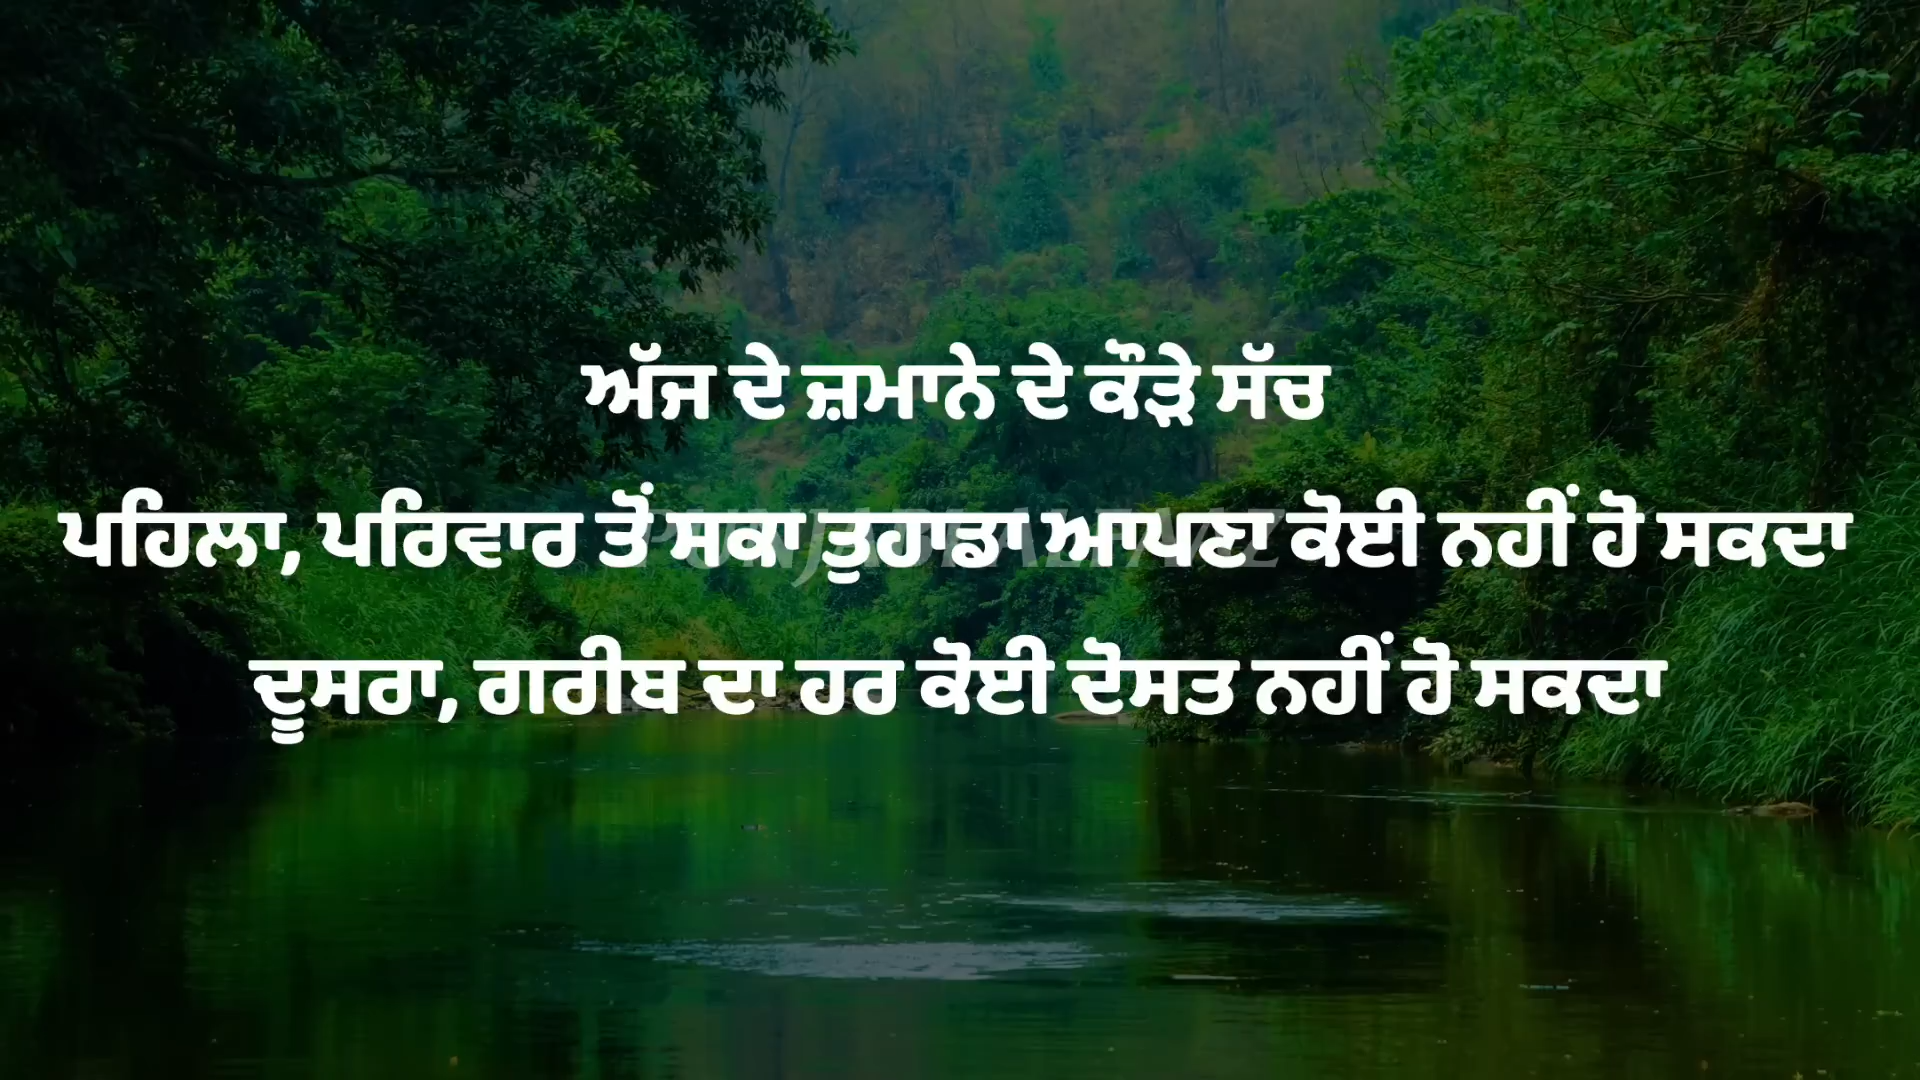 ਅੱਜ ਦੇ ਜ਼ਮਾਨੇ ਦੇ ਕੌੜੇ ਸੱਚ
ਪਹਿਲਾ, ਪਰਿਵਾਰ ਤੋਂ ਸਕਾ ਤੁਹਾਡਾ ਆਪਣਾ ਕੋਈ ਨਹੀਂ ਹੋ ਸਕਦਾ
ਦੂਸਰਾ, ਗਰੀਬ ਦਾ ਹਰ ਕੋਈ ਦੋਸਤ ਨਹੀਂ ਹੋ ਸਕਦਾ